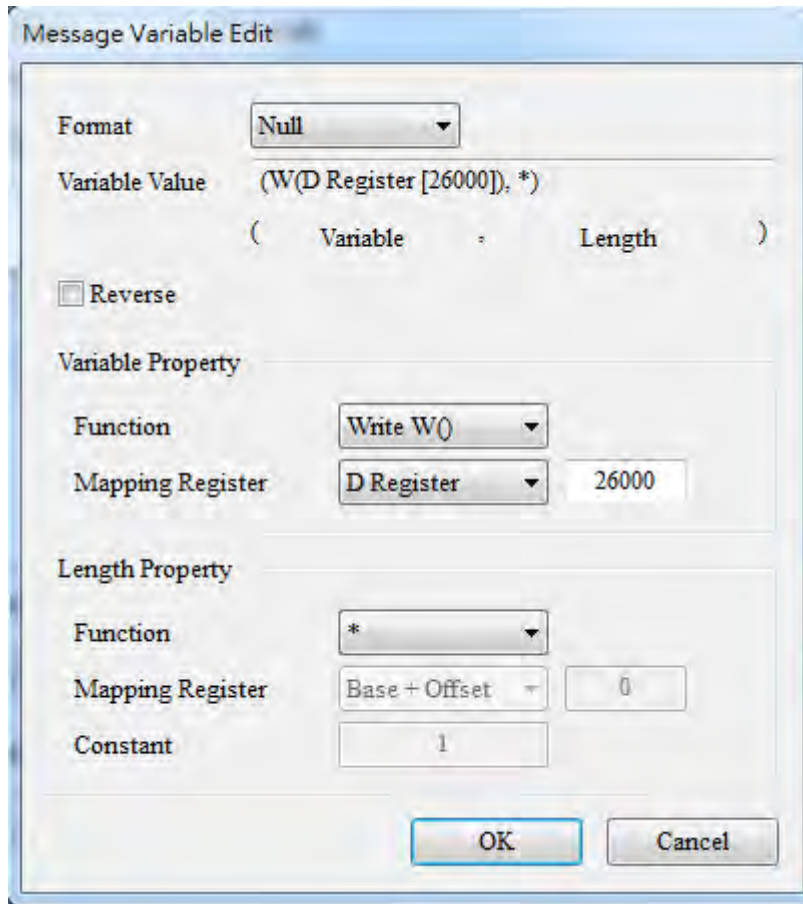 Message Variable Edit
Format Null
Variable Value (W(D Register [26000]), *)
( Variable , Length )
Reverse
Variable Property
Function Write W()
Mapping Register D Register 26000
Length Property
Function *
Mapping Register Base + Offset 0
Constant 1
OK Cancel